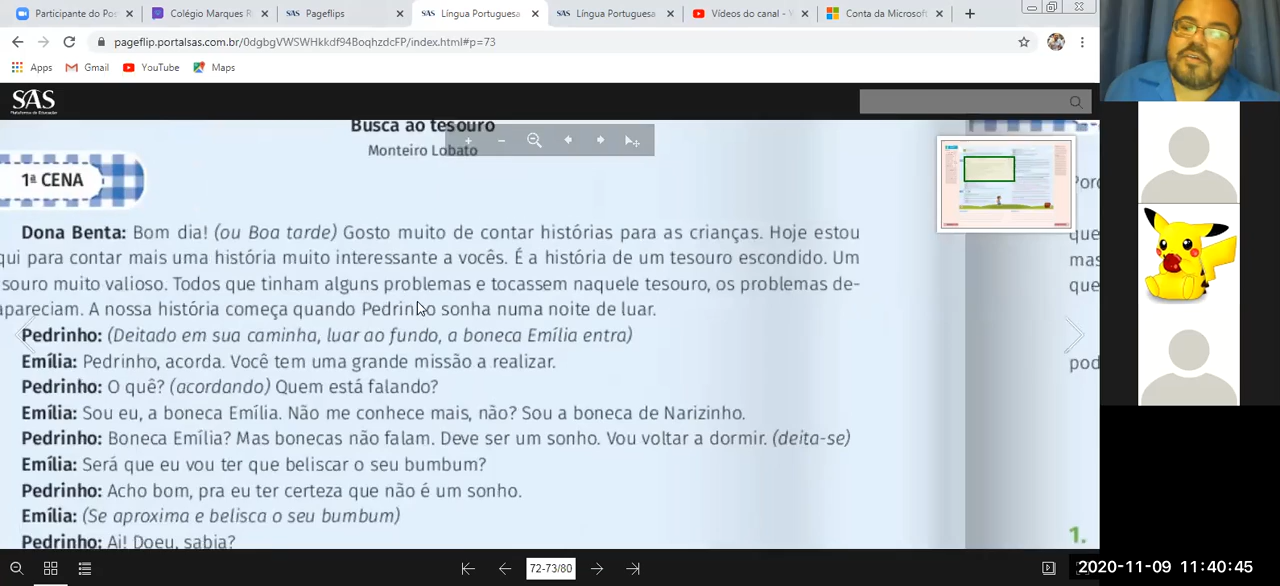 Participante do Pos
Colégio Marques R
SAS Pageflips
SAS Língua Portuguesa
SAS Língua Portuguesa
Vídeos do canal - Y
Conta da Microsof
pageflip.portalsas.com.br/0dgbgVWSWHkkdf94BoqhzdcFP/index.html#p=73
Apps Gmail YouTube Maps
SAS
Plataforma de Educação
Busca ao tesouro
Monteiro Lobato
1ª CENA
Dona Benta: Bom dia! (ou Boa tarde) Gosto muito de contar histórias para as crianças. Hoje estou
qui para contar mais uma história muito interessante a vocês. É a história de um tesouro escondido. Um
souro muito valioso. Todos que tinham alguns problemas e tocassem naquele tesouro, os problemas de-
apareciam. A nossa história começa quando Pedrinho sonha numa noite de luar.
Pedrinho: (Deitado em sua caminha, luar ao fundo, a boneca Emília entra)
Emília: Pedrinho, acorda. Você tem uma grande missão a realizar.
Pedrinho: O quê? (acordando) Quem está falando?
Emília: Sou eu, a boneca Emília. Não me conhece mais, não? Sou a boneca de Narizinho.
Pedrinho: Boneca Emília? Mas bonecas não falam. Deve ser um sonho. Vou voltar a dormir. (deita-se)
Emília: Será que eu vou ter que beliscar o seu bumbum?
Pedrinho: Acho bom, pra eu ter certeza que não é um sonho.
Emília: (Se aproxima e belisca o seu bumbum)
Pedrinho: Ai! Doeu, sabia?
Porq
que
mas
que
pod
1.
72-73/80
2020-11-09 11:40:45